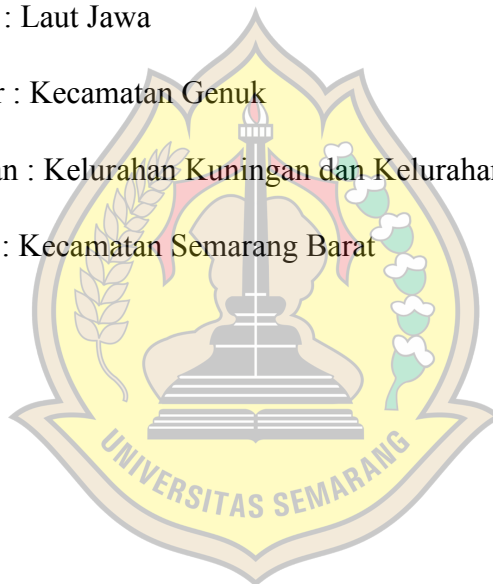 : Laut Jawa
r : Kecamatan Genuk
an : Kelurahan Kuningan dan Kelurahan
: Kecamatan Semarang Barat
UNIVERSITAS SEMARANG